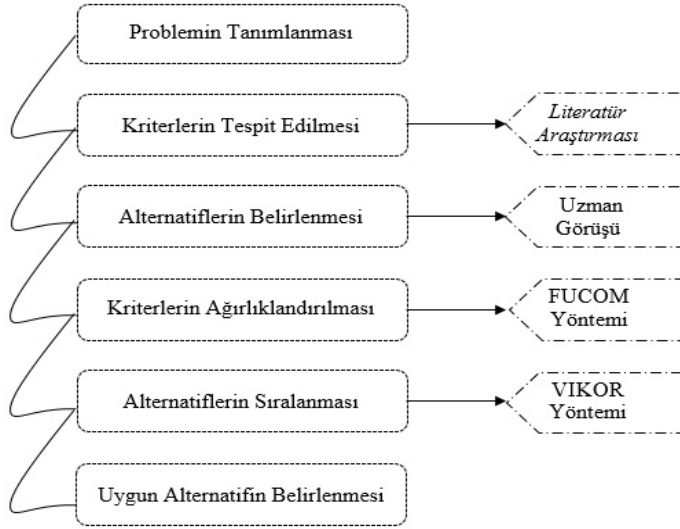 Problemin Tanımlanması
Kriterlerin Tespit Edilmesi
Literatür
Araştırması
Alternatiflerin Belirlenmesi
Uzman
Görüşü
Kriterlerin Ağırlıklandırılması
FUCOM
Yöntemi
Alternatiflerin Sıralanması
VIKOR
Yöntemi
Uygun Alternatifin Belirlenmesi